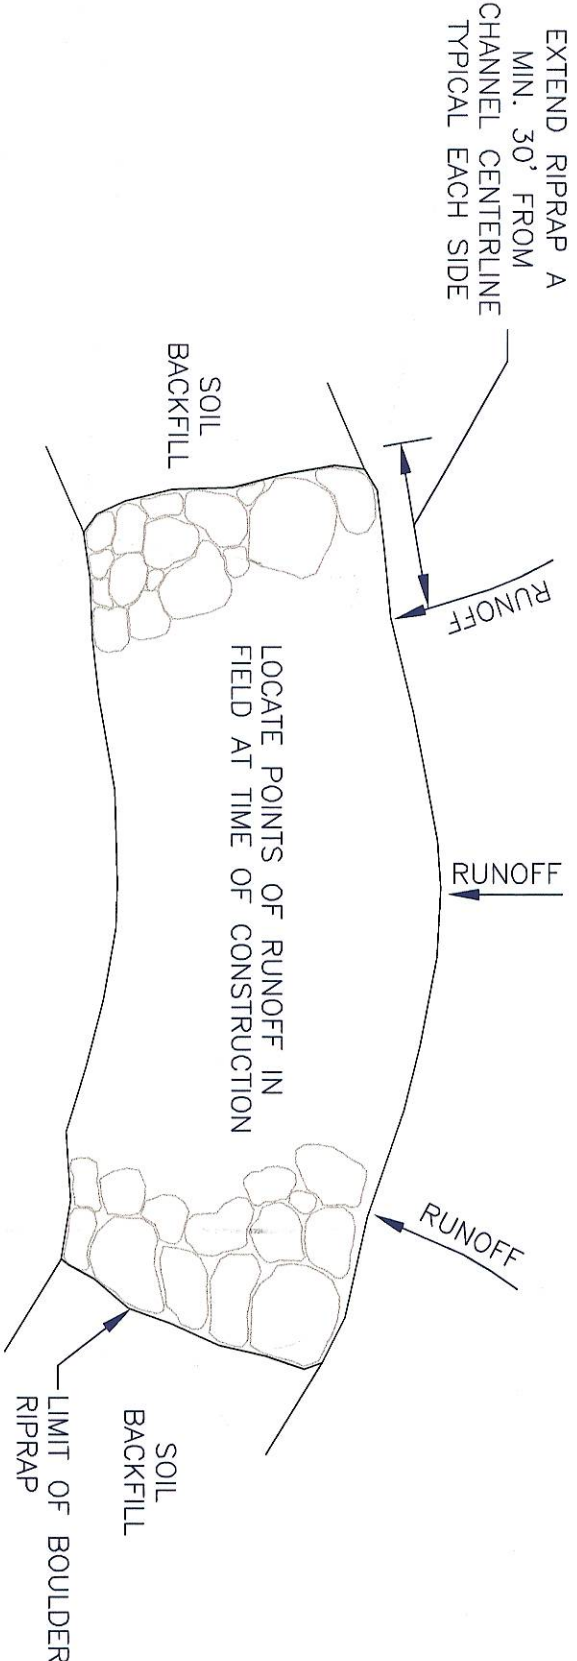 EXTEND RIPRAP A
MIN. 30' FROM
CHANNEL CENTERLINE
TYPICAL EACH SIDE
RUNOFF
RUNOFF
RUNOFF
SOIL
BACKFILL
LOCATE POINTS OF RUNOFF IN
FIELD AT TIME OF CONSTRUCTION
SOIL
BACKFILL
LIMIT OF BOULDER
RIPRAP